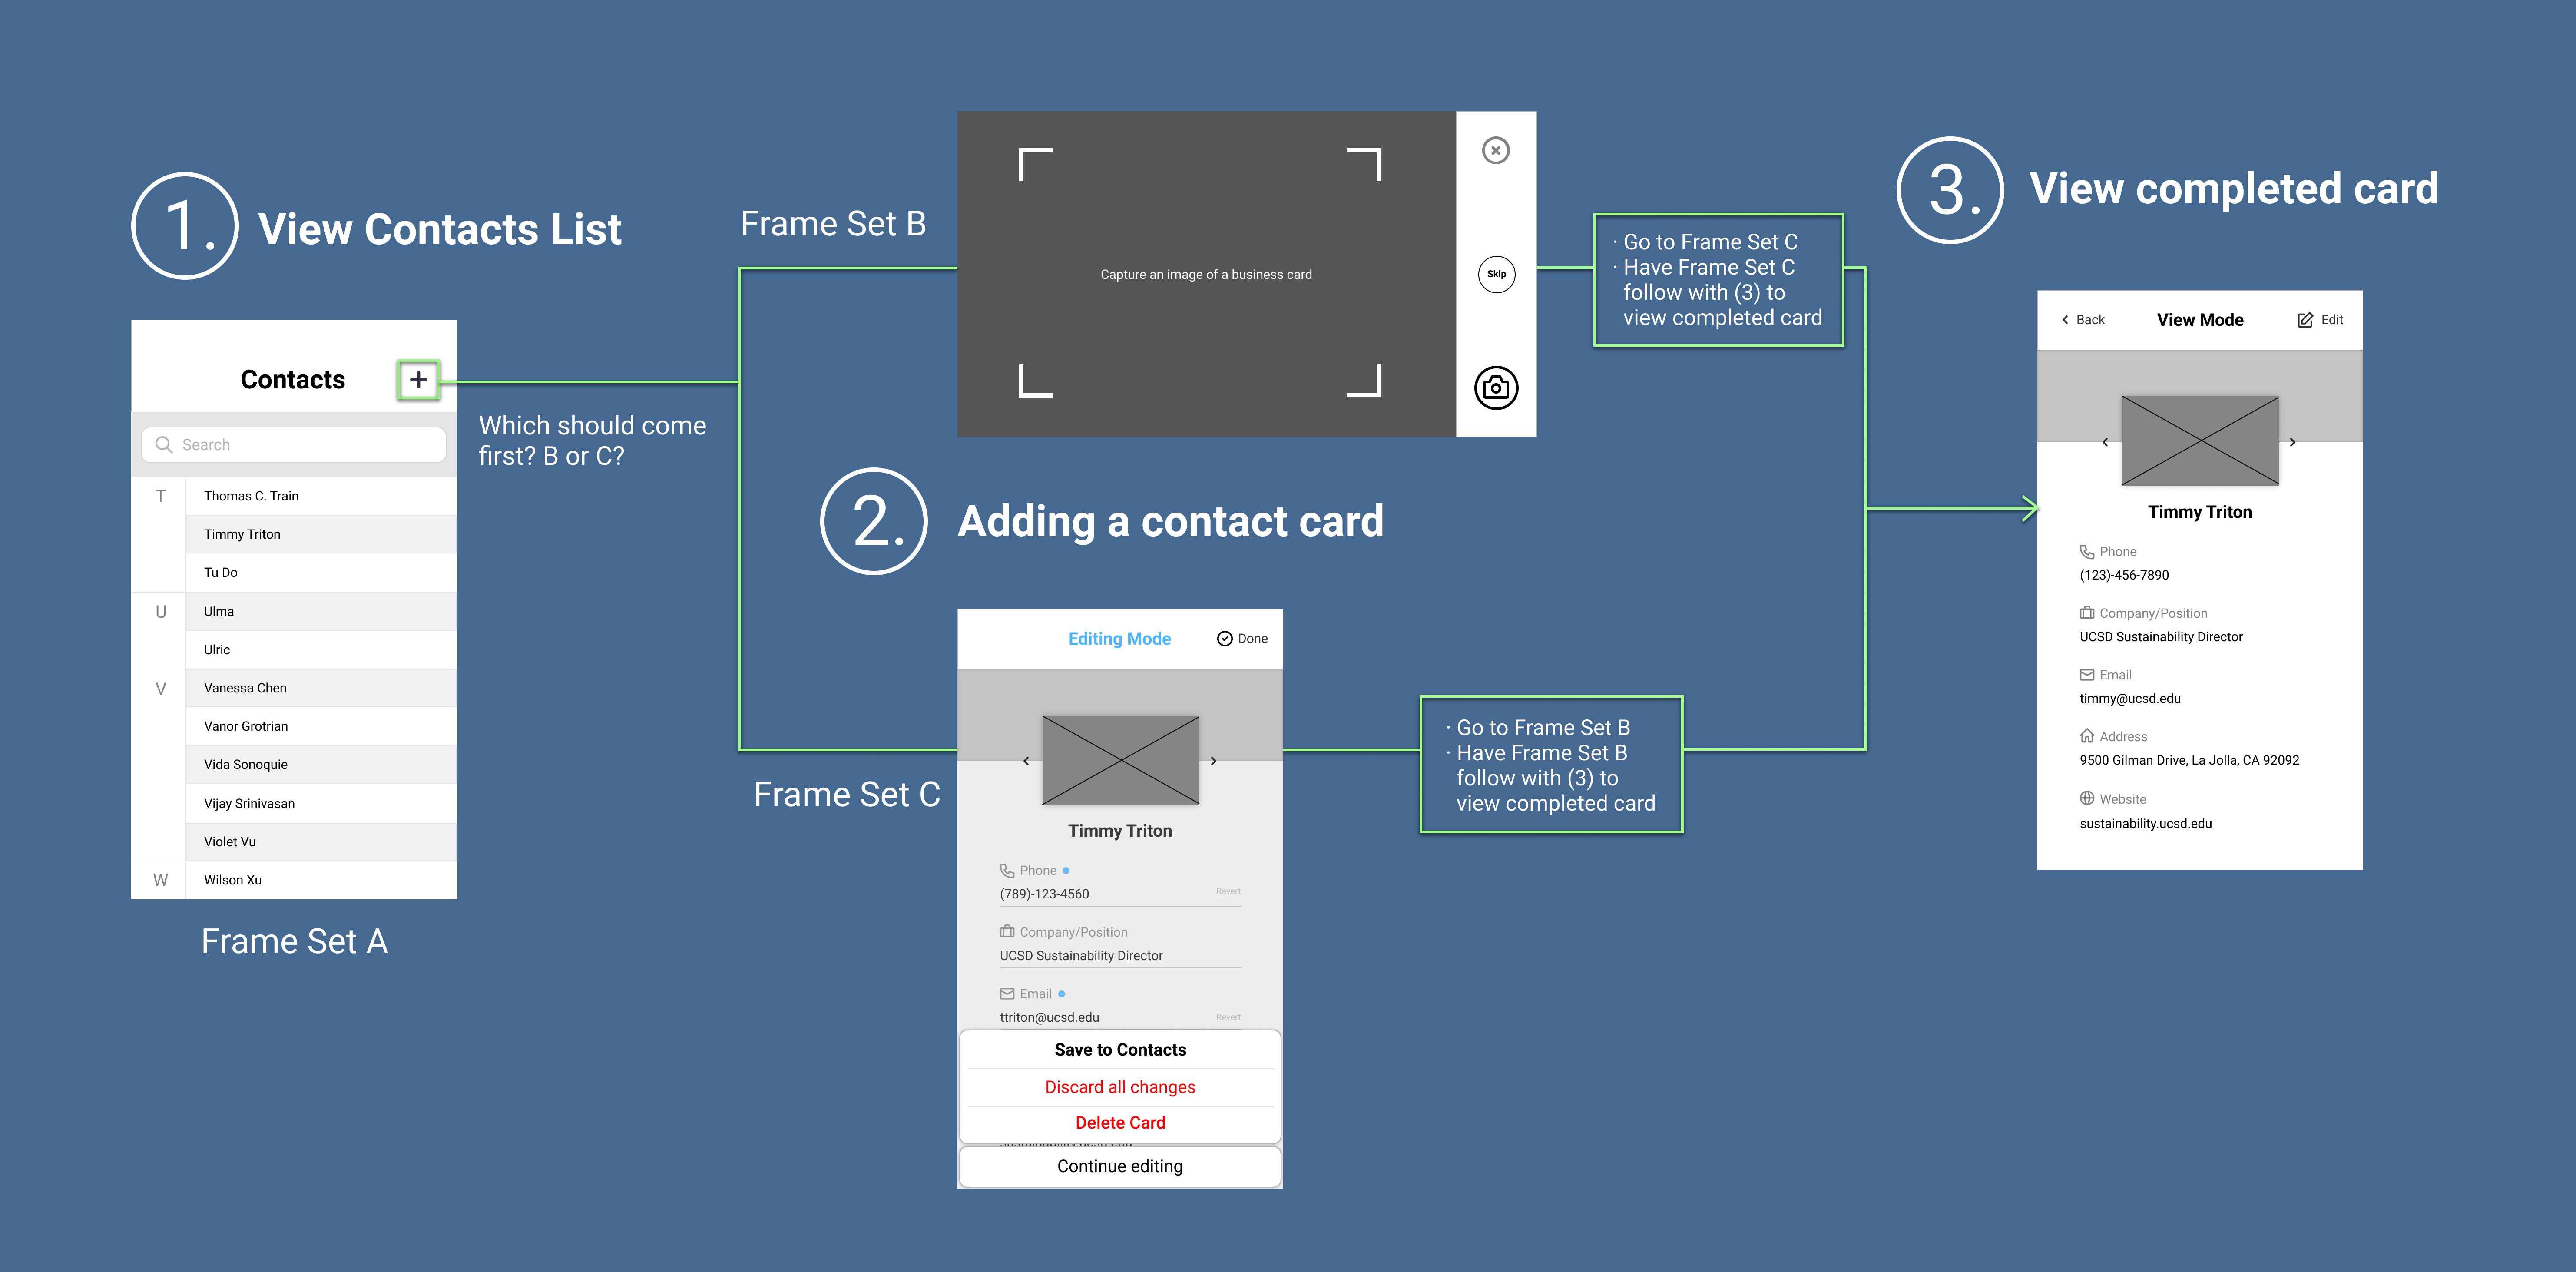 1.
View Contacts List
Contacts
Search
T
Thomas C. Train
Timmy Triton
Tu Do
U
Ulma
Ulric
V
Vanessa Chen
Vanor Grotrian
Vida Sonoquie
Vijay Srinivasan
Violet Vu
W
Wilson Xu
Frame Set A
Which should come
first? B or C?
Frame Set B
Capture an image of a business card
Skip
· Go to Frame Set C
· Have Frame Set C
follow with (3) to
view completed card
2.
Adding a contact card
Frame Set C
Editing Mode
Done
Timmy Triton
Phone
(789)-123-4560
Revert
Company/Position
UCSD Sustainability Director
Email
ttriton@ucsd.edu
Revert
Save to Contacts
Discard all changes
Delete Card
Continue editing
· Go to Frame Set B
· Have Frame Set B
follow with (3) to
view completed card
3.
View completed card
Back
View Mode
Edit
Timmy Triton
Phone
(123)-456-7890
Company/Position
UCSD Sustainability Director
Email
timmy@ucsd.edu
Address
9500 Gilman Drive, La Jolla, CA 92092
Website
sustainability.ucsd.edu